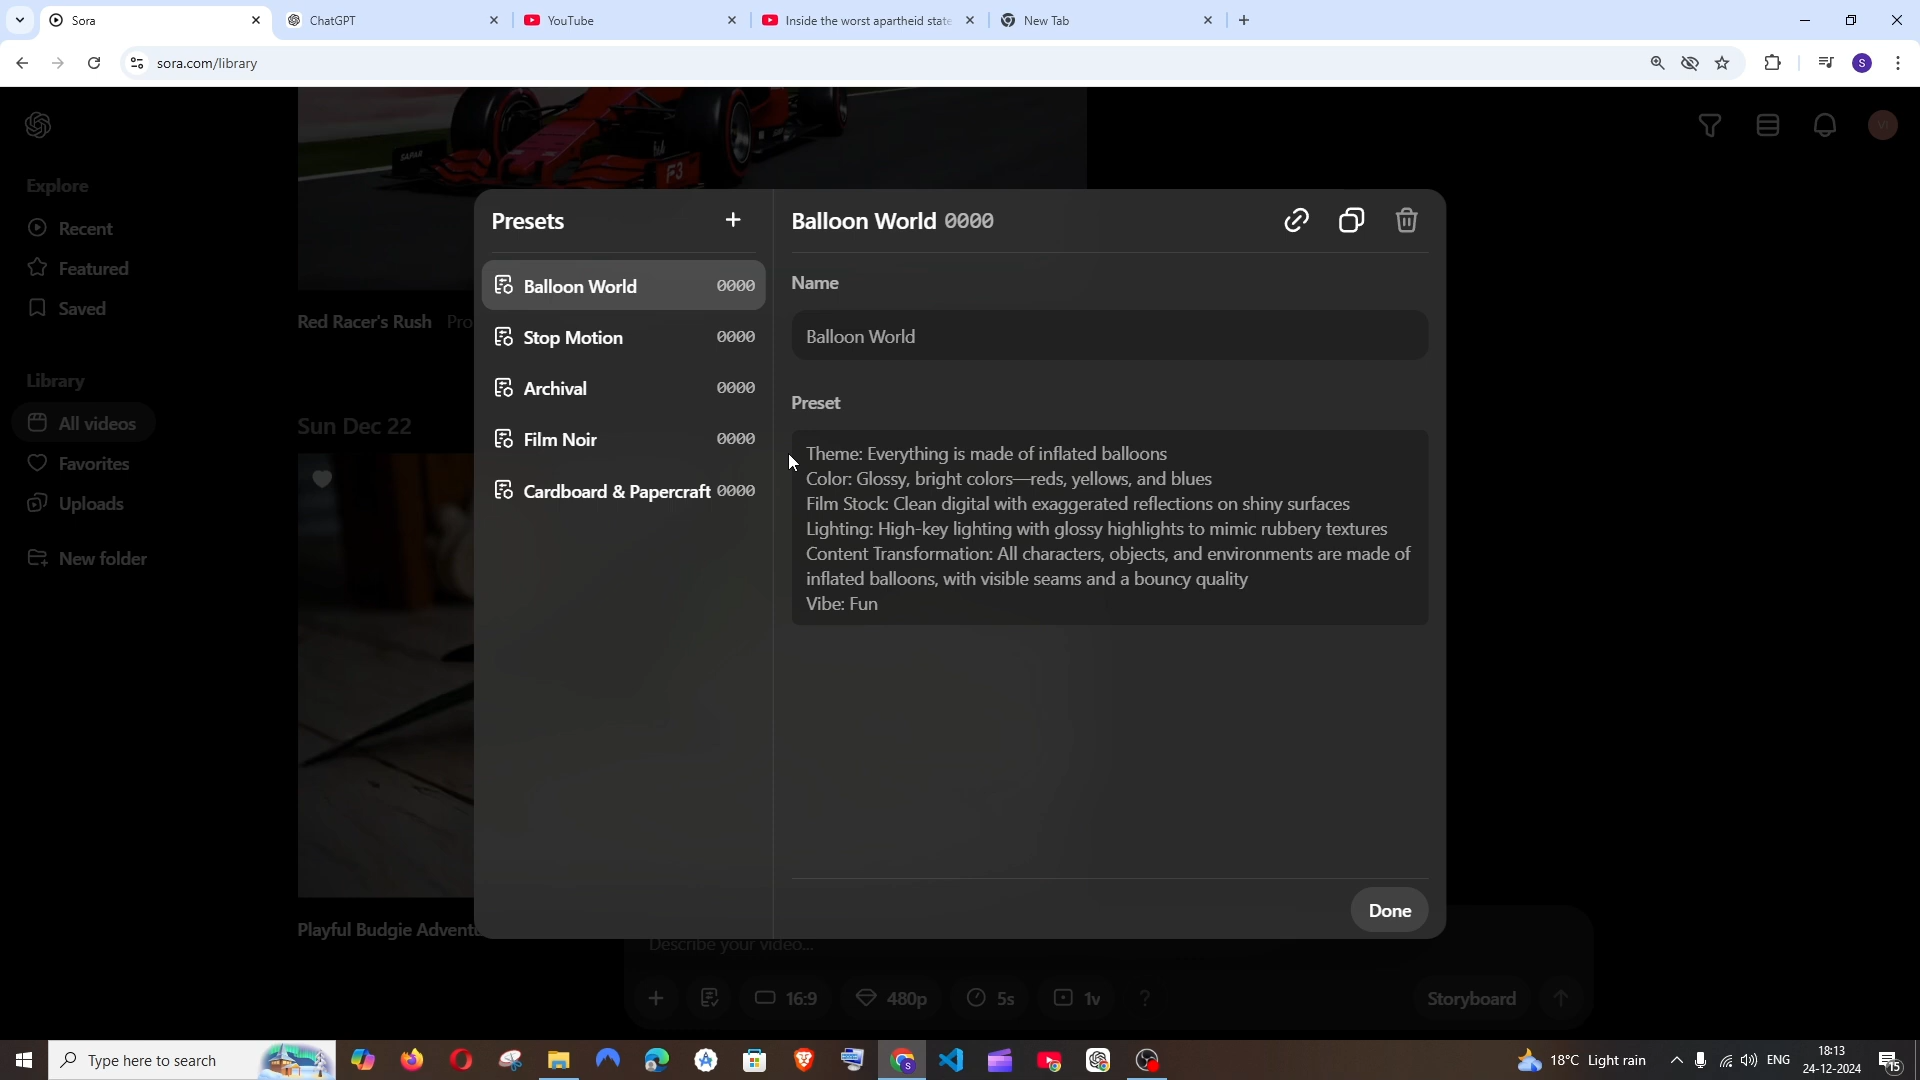 Sora
ChatGPT
YouTube
Inside the worst apartheid state
New Tab
sora.com/library
S
Explore
Recent
Featured
Saved
Library
All videos
Favorites
Uploads
New folder
VI
F3
Red Racer's Rush Pro
Sun Dec 22
Playful Budgie Advent
Presets
Balloon World 0000
Stop Motion 0000
Archival 0000
Film Noir 0000
Cardboard & Papercraft 0000
Balloon World 0000
Name
Balloon World
Preset
Theme: Everything is made of inflated balloons
Color: Glossy, bright colors—reds, yellows, and blues
Film Stock: Clean digital with exaggerated reflections on shiny surfaces
Lighting: High-key lighting with glossy highlights to mimic rubbery textures
Content Transformation: All characters, objects, and environments are made of
inflated balloons, with visible seams and a bouncy quality
Vibe: Fun
Done
Describe your video...
16:9
480p
5s
1v
?
Storyboard
Type here to search
18°C Light rain
ENG
18:13
24-12-2024
15